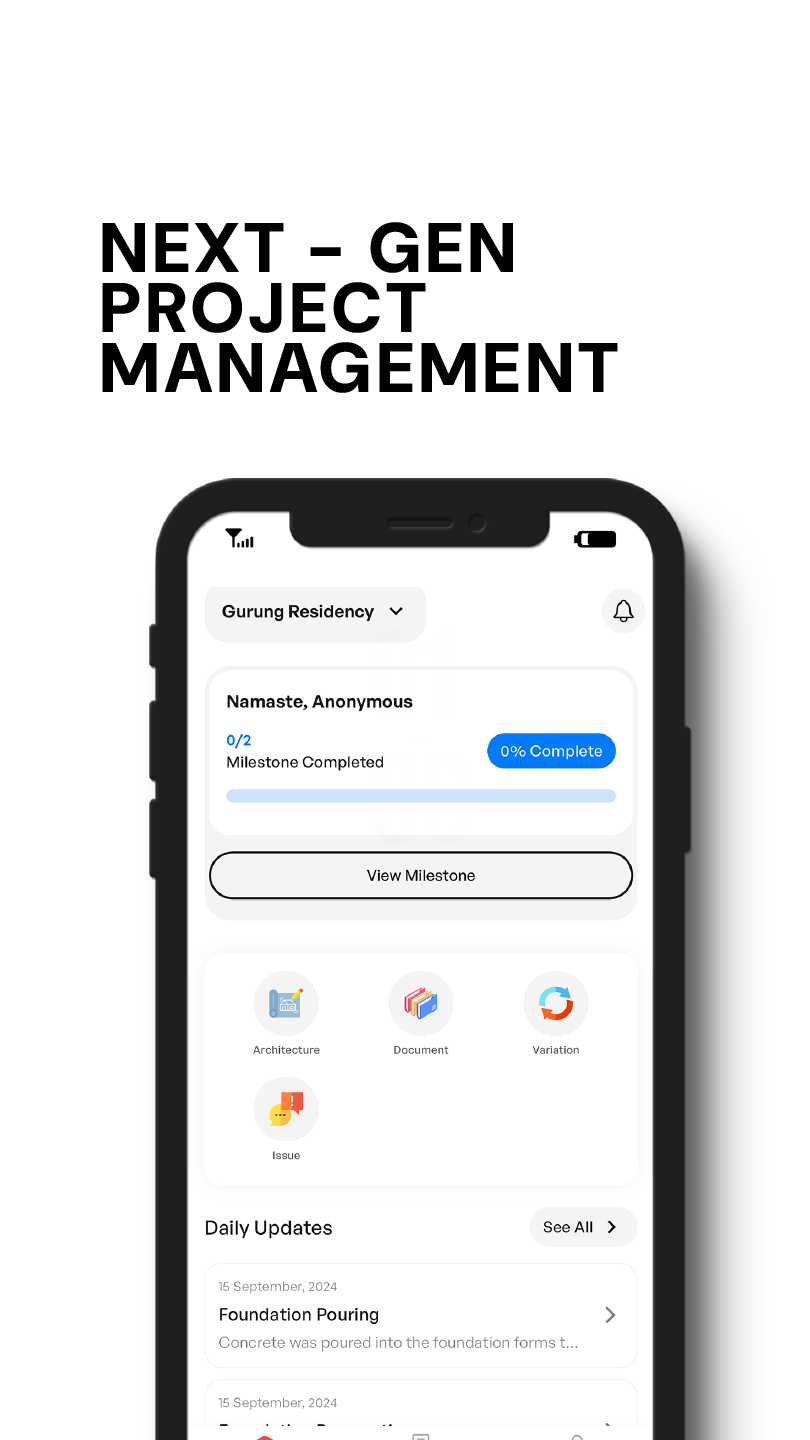 NEXT – GEN
PROJECT
MANAGEMENT
Gurung Residency
Namaste, Anonymous
0/2
Milestone Completed
0% Complete
View Milestone
Architecture
Document
Variation
Issue
Daily Updates
See All
15 September, 2024
Foundation Pouring
Concrete was poured into the foundation forms t...
15 September, 2024